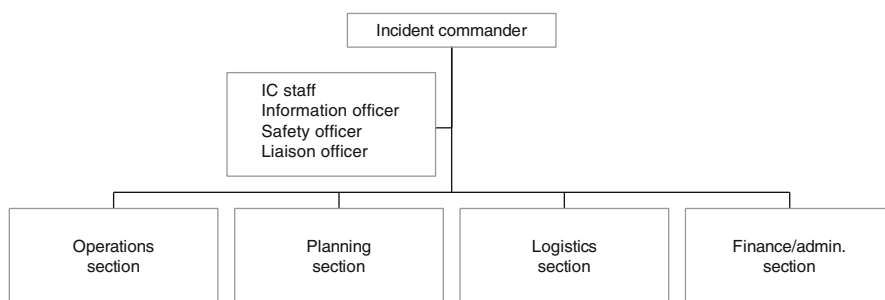 Incident commander
IC staff
Information officer
Safety officer
Liaison officer
Operations
section
Planning
section
Logistics
section
Finance/admin.
section